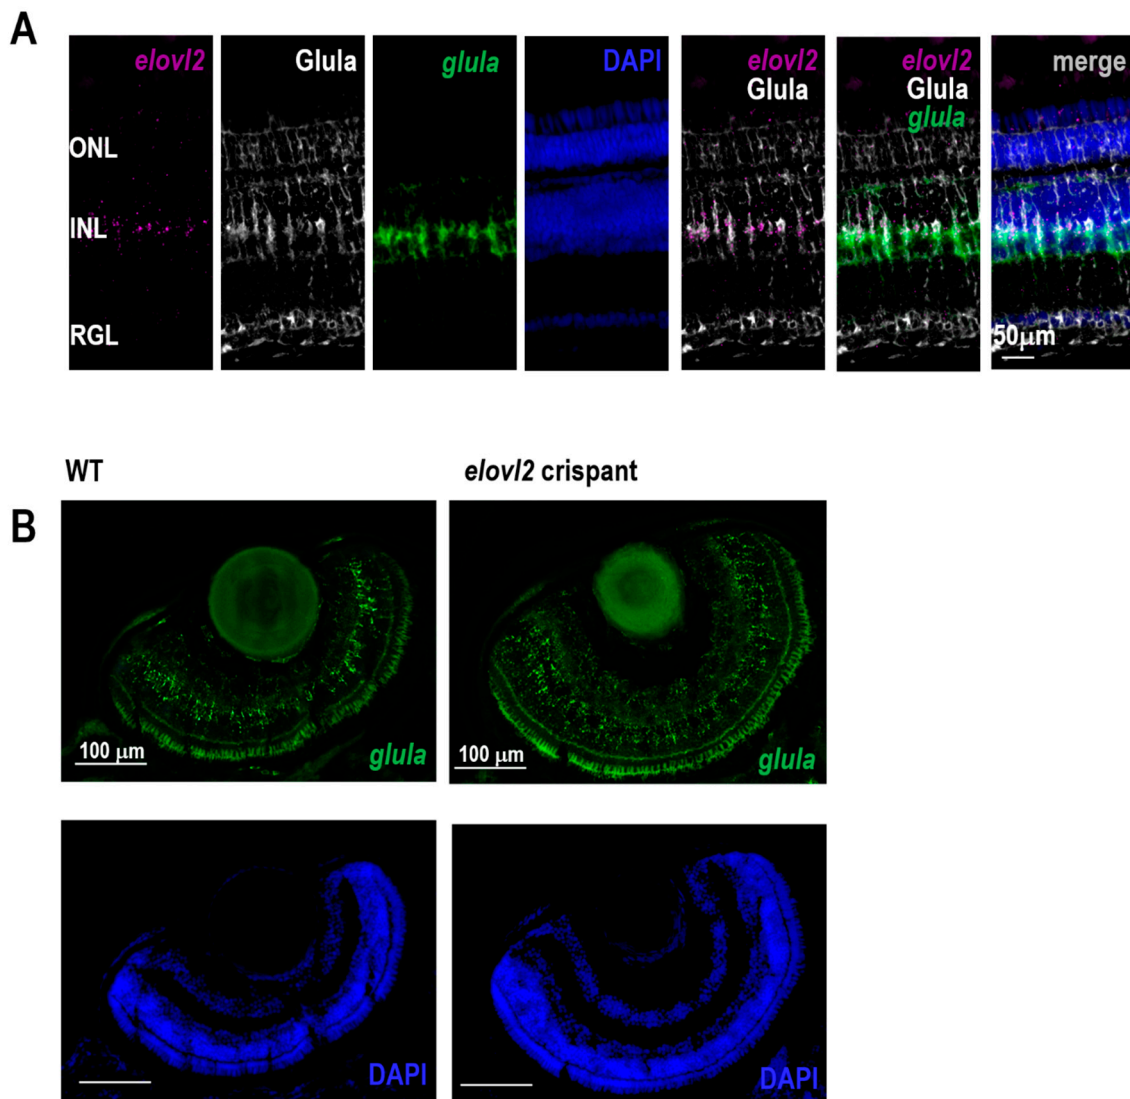 A
elovl2
Glula
glula
DAPI
elovl2
Glula
elovl2
Glula
glula
merge
ONL
INL
RGL
50μm
WT
elovl2 crispant
B
100 μm
glula
100 μm
glula
DAPI
DAPI